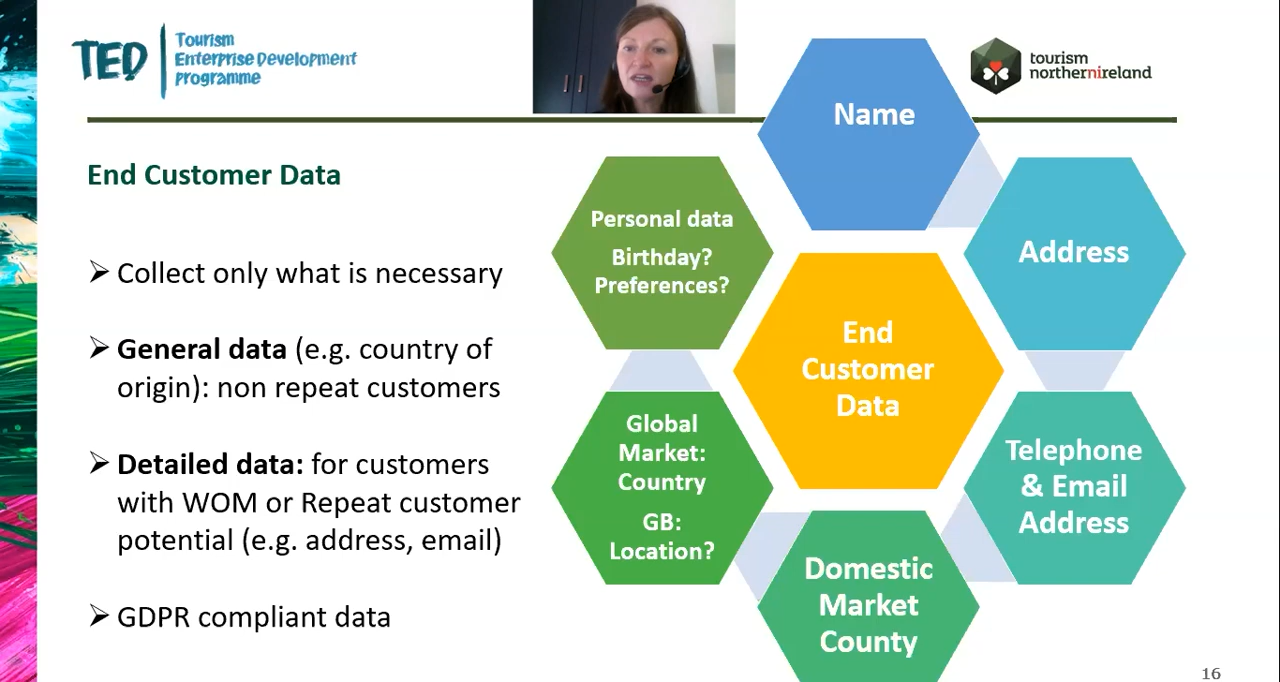 TED
Tourism
Enterprise Development
programme
tourism
northernireland
End Customer Data
Collect only what is necessary
General data (e.g. country of
origin): non repeat customers
Detailed data: for customers
with WOM or Repeat customer
potential (e.g. address, email)
GDPR compliant data
Name
Address
Telephone
& Email
Address
Domestic
Market
County
Global
Market:
Country
GB:
Location?
Personal data
Birthday?
Preferences?
End
Customer
Data
16